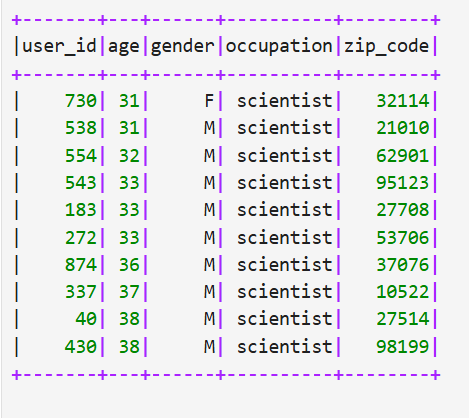 +-------+---+------+----------+--------+
|user_id|age|gender|occupation|zip_code|
+-------+---+------+----------+--------+
|    730| 31|     F| scientist|   32114|
|    538| 31|     M| scientist|   21010|
|    554| 32|     M| scientist|   62901|
|    543| 33|     M| scientist|   95123|
|    183| 33|     M| scientist|   27708|
|    272| 33|     M| scientist|   53706|
|    874| 36|     M| scientist|   37076|
|    337| 37|     M| scientist|   10522|
|     40| 38|     M| scientist|   27514|
|    430| 38|     M| scientist|   98199|
+-------+---+------+----------+--------+